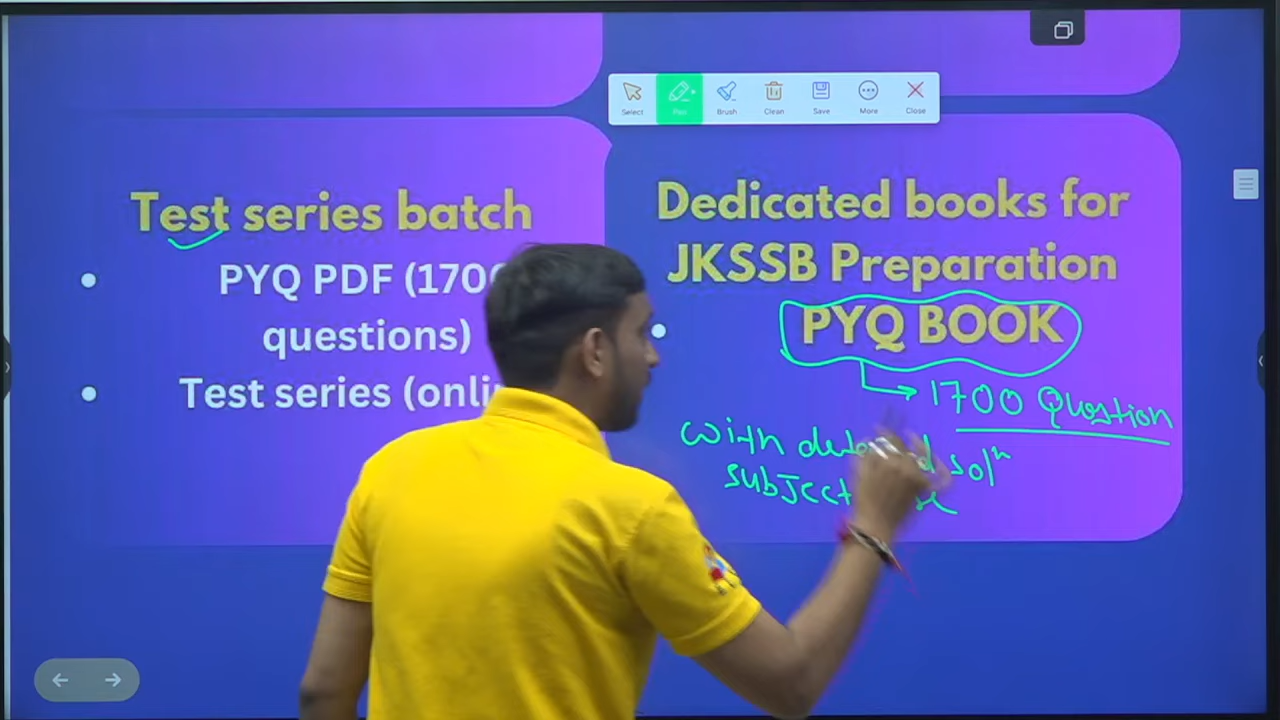 Select Pen Brush Clean Save More Close
Test series batch
• PYQ PDF (170
questions)
• Test series (onli
Dedicated books for
JKSSB Preparation
• PYQ BOOK
→ 1700 Question
with solⁿ
subject